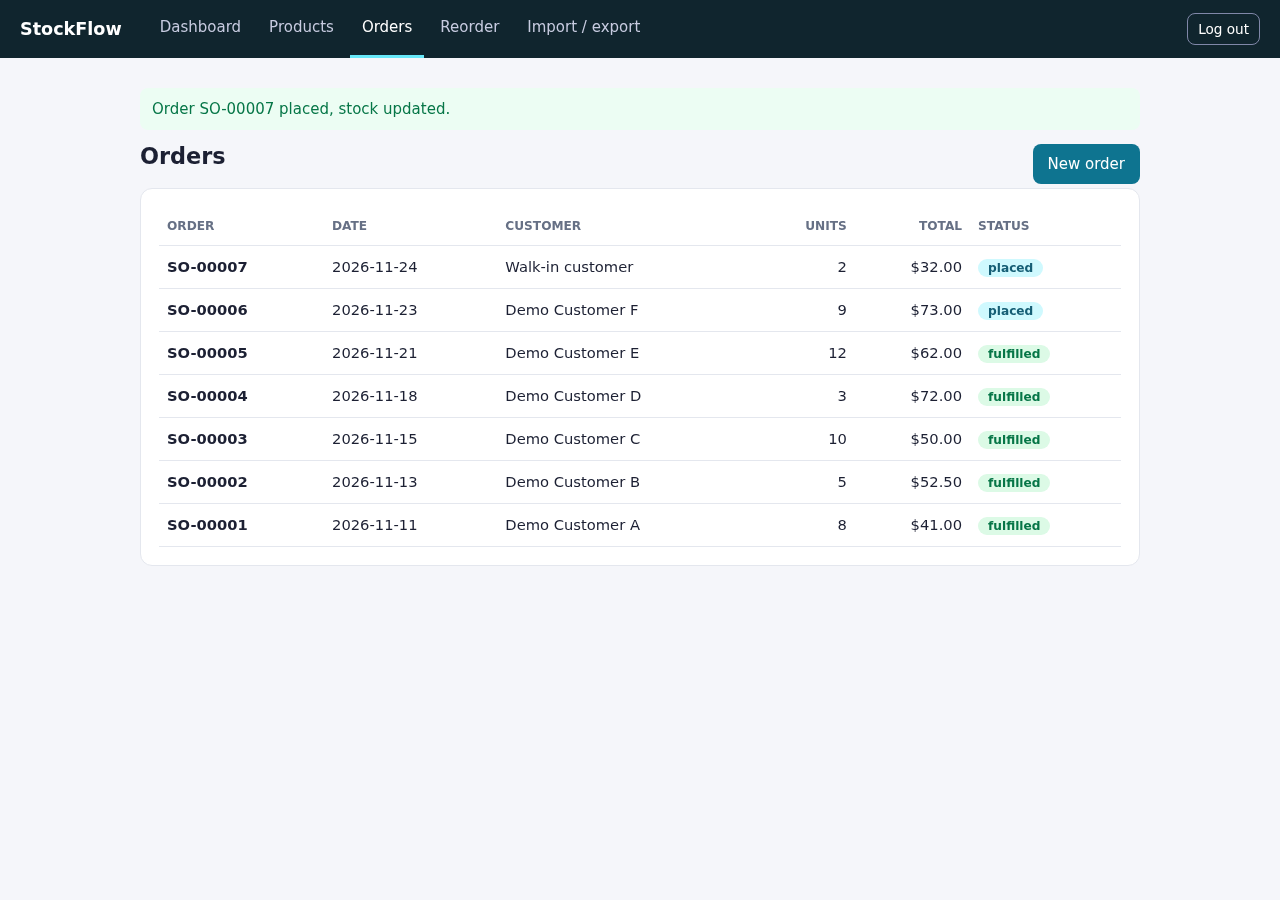 StockFlow Dashboard Products Orders Reorder Import / export Log out
Order SO-00007 placed, stock updated.
Orders
New order
ORDER DATE CUSTOMER UNITS TOTAL STATUS
SO-00007 2026-11-24 Walk-in customer 2 $32.00 placed
SO-00006 2026-11-23 Demo Customer F 9 $73.00 placed
SO-00005 2026-11-21 Demo Customer E 12 $62.00 fulfilled
SO-00004 2026-11-18 Demo Customer D 3 $72.00 fulfilled
SO-00003 2026-11-15 Demo Customer C 10 $50.00 fulfilled
SO-00002 2026-11-13 Demo Customer B 5 $52.50 fulfilled
SO-00001 2026-11-11 Demo Customer A 8 $41.00 fulfilled